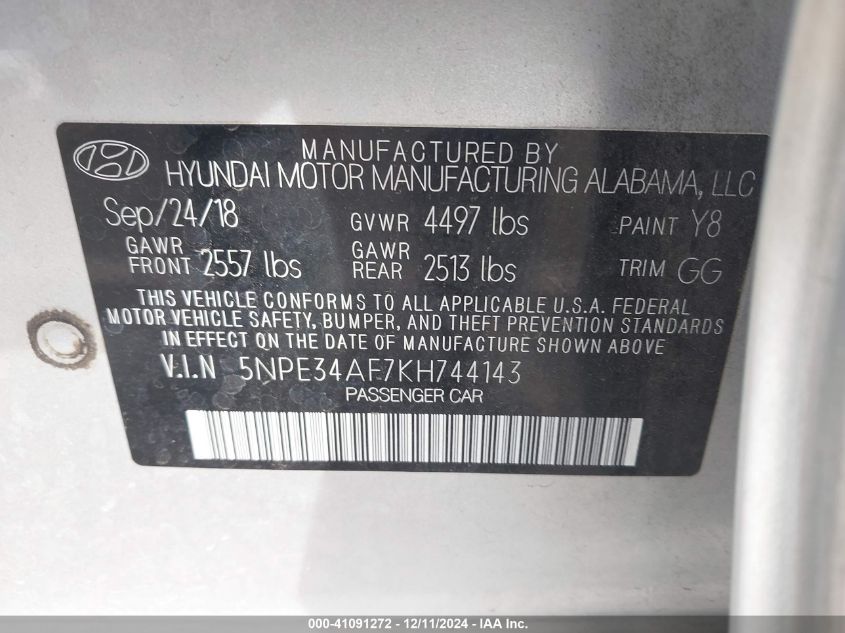 MANUFACTURED BY
HYUNDAI MOTOR MANUFACTURING ALABAMA, LLC
Sep/24/18 GVWR 4497 lbs PAINT Y8
GAWR FRONT 2557 lbs GAWR REAR 2513 lbs TRIM GG
THIS VEHICLE CONFORMS TO ALL APPLICABLE U.S.A. FEDERAL
MOTOR VEHICLE SAFETY, BUMPER, AND THEFT PREVENTION STANDARDS
IN EFFECT ON THE DATE OF MANUFACTURE SHOWN ABOVE.
V.I.N 5NPE34AF7KH744143
PASSENGER CAR
000-41091272 - 12/11/2024 - IAA Inc.